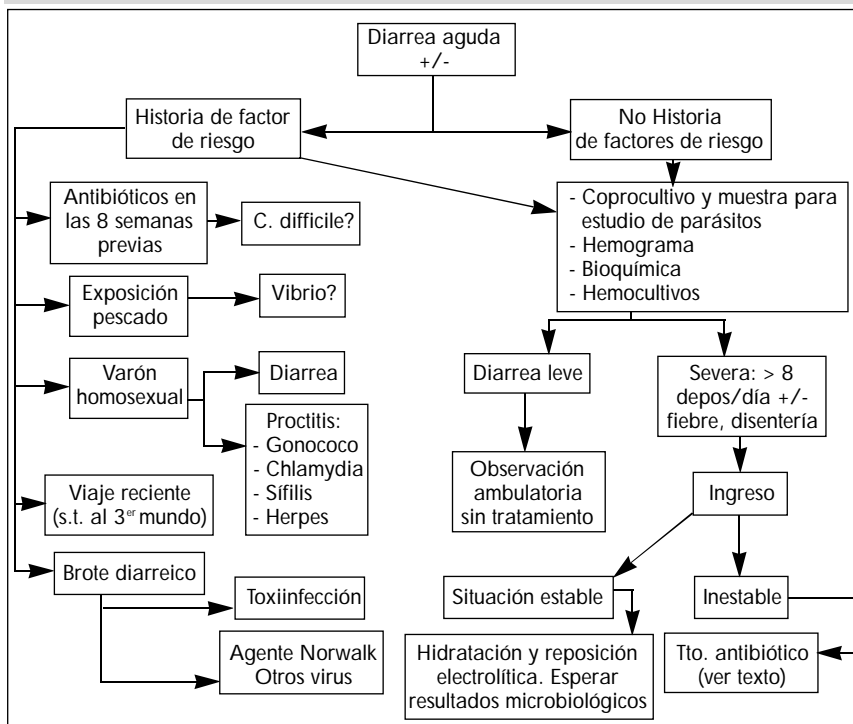 Diarrea aguda
+/-
Historia de factor
de riesgo
No Historia
de factores de riesgo
Antibióticos en
las 8 semanas
previas
C. difficile?
- Coprocultivo y muestra para
estudio de parásitos
- Hemograma
- Bioquímica
- Hemocultivos
Exposición
pescado
Vibrio?
Varón
homosexual
Diarrea
Proctitis:
- Gonococo
- Chlamydia
- Sífilis
- Herpes
Diarrea leve
Severa: > 8
depos/día +/-
fiebre, disentería
Observación
ambulatoria
sin tratamiento
Ingreso
Viaje reciente
(s.t. al 3er mundo)
Brote diarreico
Toxiinfección
Agente Norwalk
Otros virus
Situación estable
Inestable
Hidratación y reposición
electrolítica. Esperar
resultados microbiológicos
Tto. antibiótico
(ver texto)